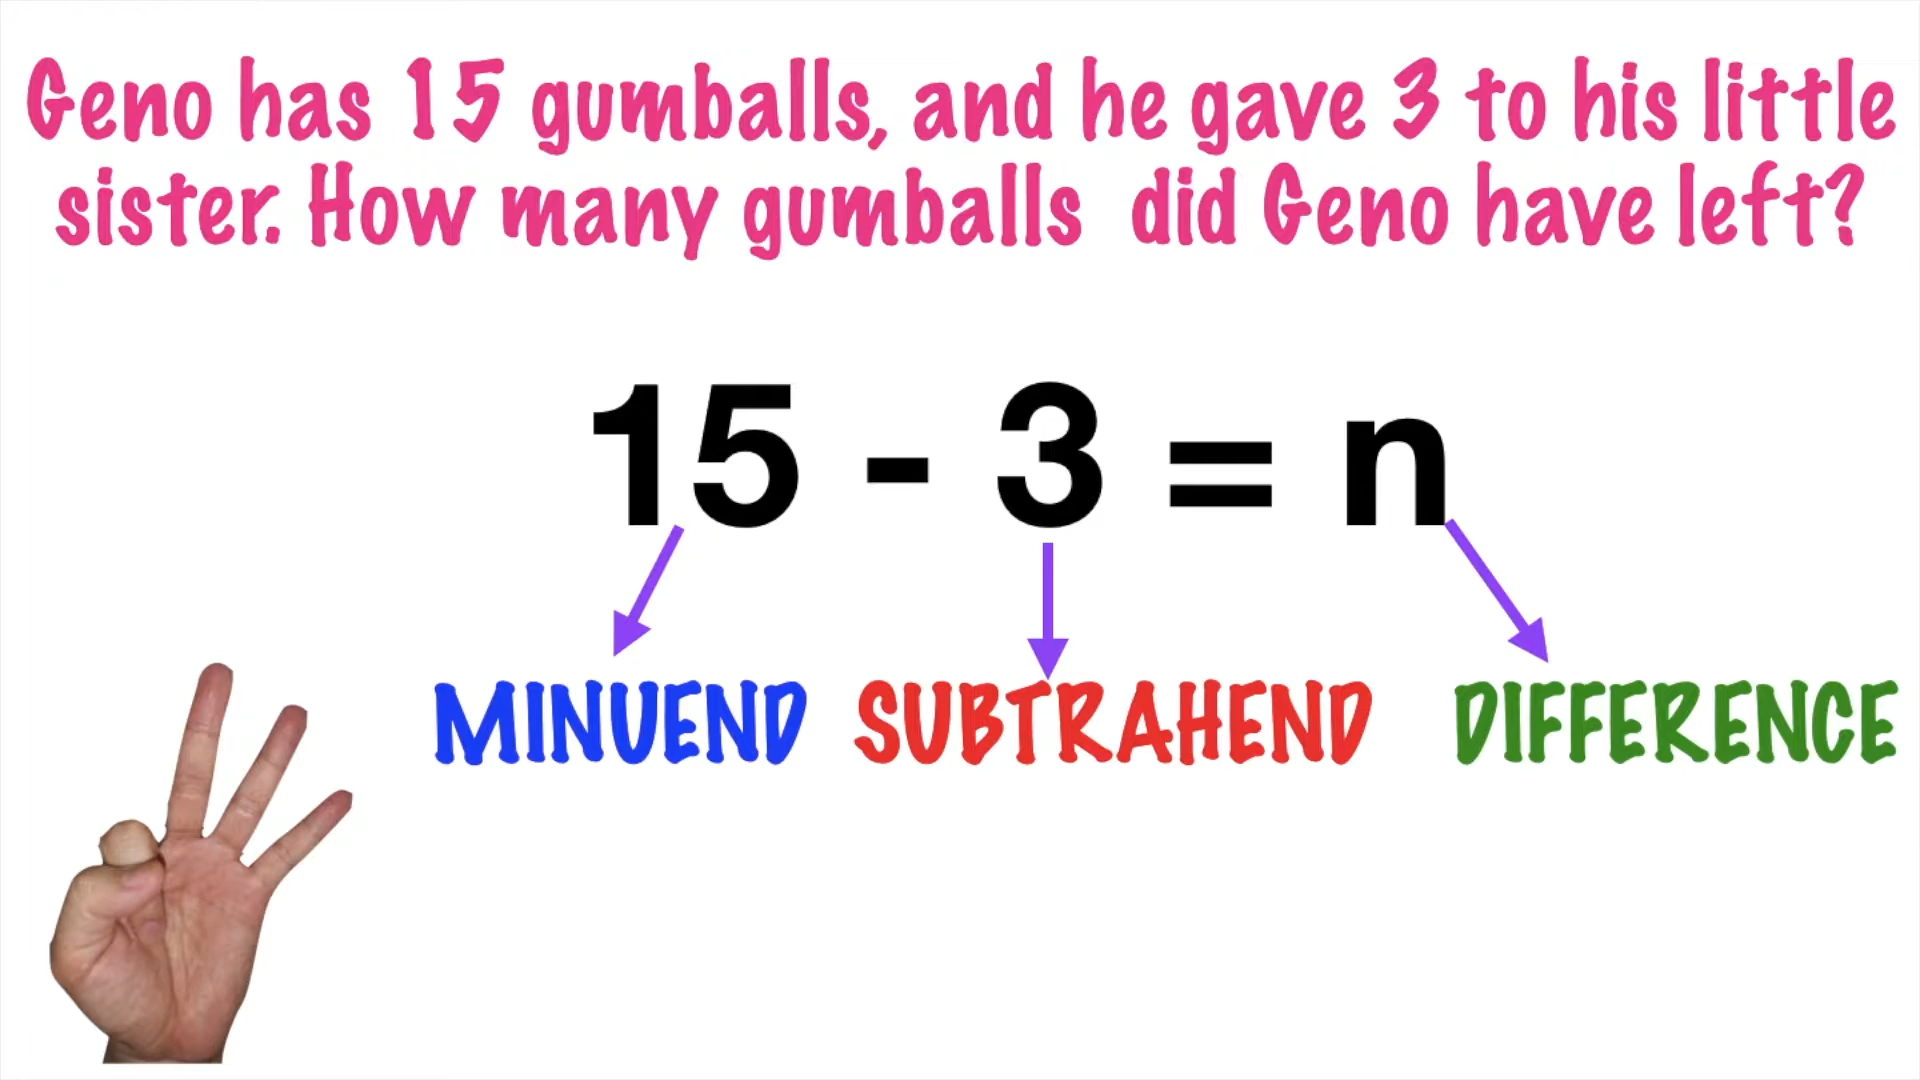 Geno has 15 gumballs, and he gave 3 to his little
sister. How many gumballs did Geno have left?
15 - 3 = n
MINUEND SUBTRAHEND DIFFERENCE